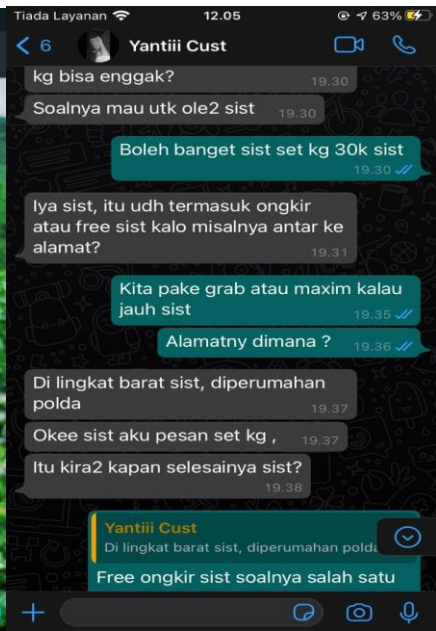 Tiada Layanan 12.05 63%
6 Yantiii Cust
kg bisa enggak?
19.30
Soalnya mau utk ole2 sist
19.30
Boleh banget sist set kg 30k sist
19.30
Iya sist, itu udh termasuk ongkir
atau free sist kalo misalnya antar ke
alamat?
19.31
Kita pake grab atau maxim kalau
jauh sist
19.35
Alamatny dimana ?
19.36
Di lingkat barat sist, diperumahan
polda
19.37
Okee sist aku pesan set kg ,
19.37
Itu kira2 kapan selesainya sist?
19.38
Yantiii Cust
Di lingkat barat sist, diperumahan polda
Free ongkir sist soalnya salah satu